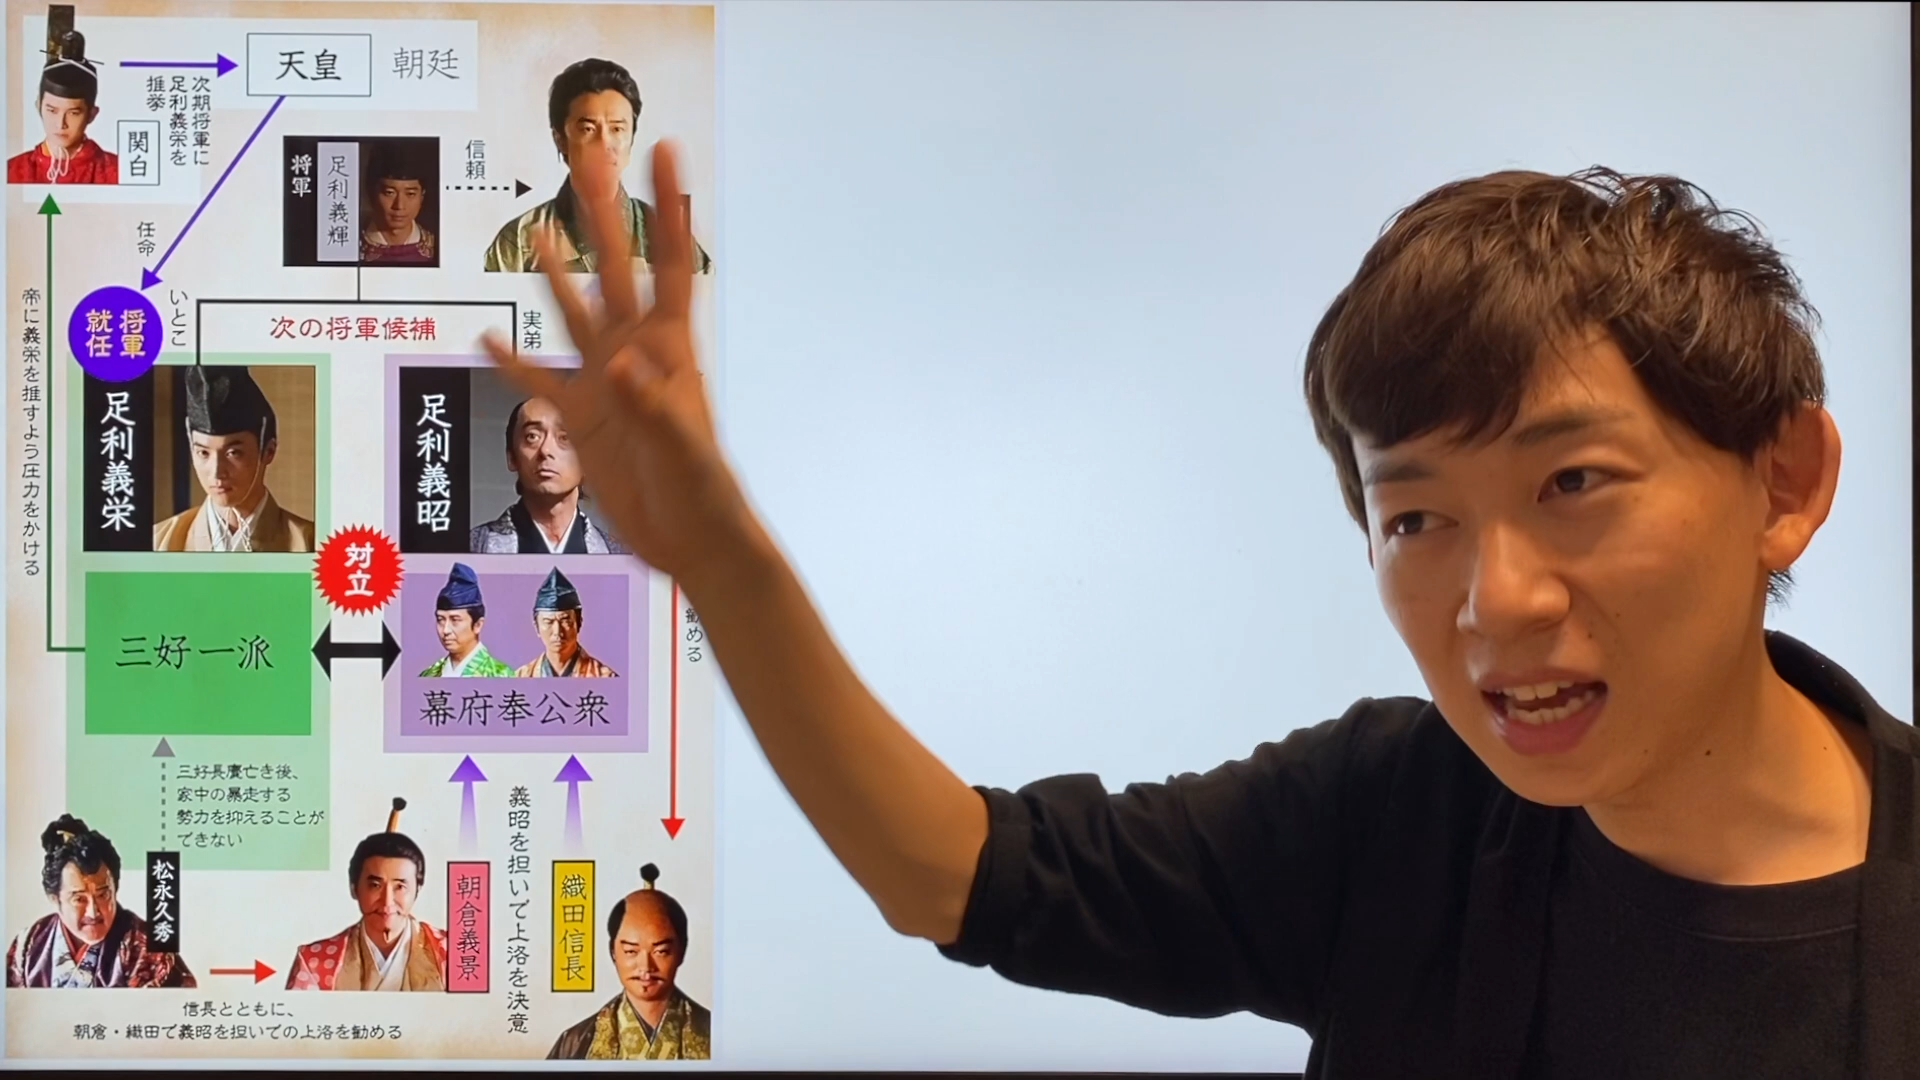 次期将軍に
足利義栄を
推挙
天皇
朝廷
関白
将軍
足利義輝
信頼
任命
将軍
就任
いとこ
次の将軍候補
実弟
帝に義栄を推すよう圧力をかける
足利義栄
足利義昭
対立
三好一派
幕府奉公衆
める
三好長慶亡き後、
家中の暴走する
勢力を抑えることが
できない
松永久秀
朝倉義景
義昭を担いで上洛を決意
織田信長
信長とともに、
朝倉・織田で義昭を担いでの上洛を勧める